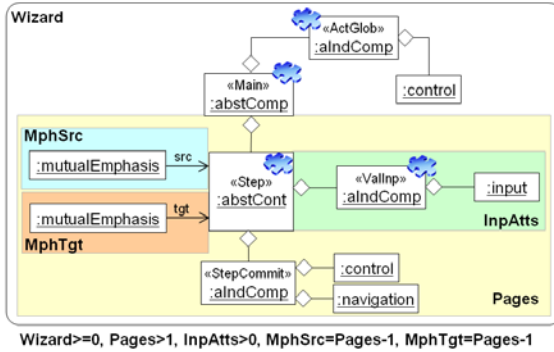 Wizard
«ActGlob»
:aIndComp
:control
«Main»
:abstComp
MphSrc
:mutualEmphasis
src
«Step»
:abstCont
«ValInp»
:aIndComp
:input
InpAtts
:mutualEmphasis
tgt
MphTgt
«StepCommit»
:aIndComp
:control
:navigation
Pages
Wizard>=0, Pages>1, InpAtts>0, MphSrc=Pages-1, MphTgt=Pages-1